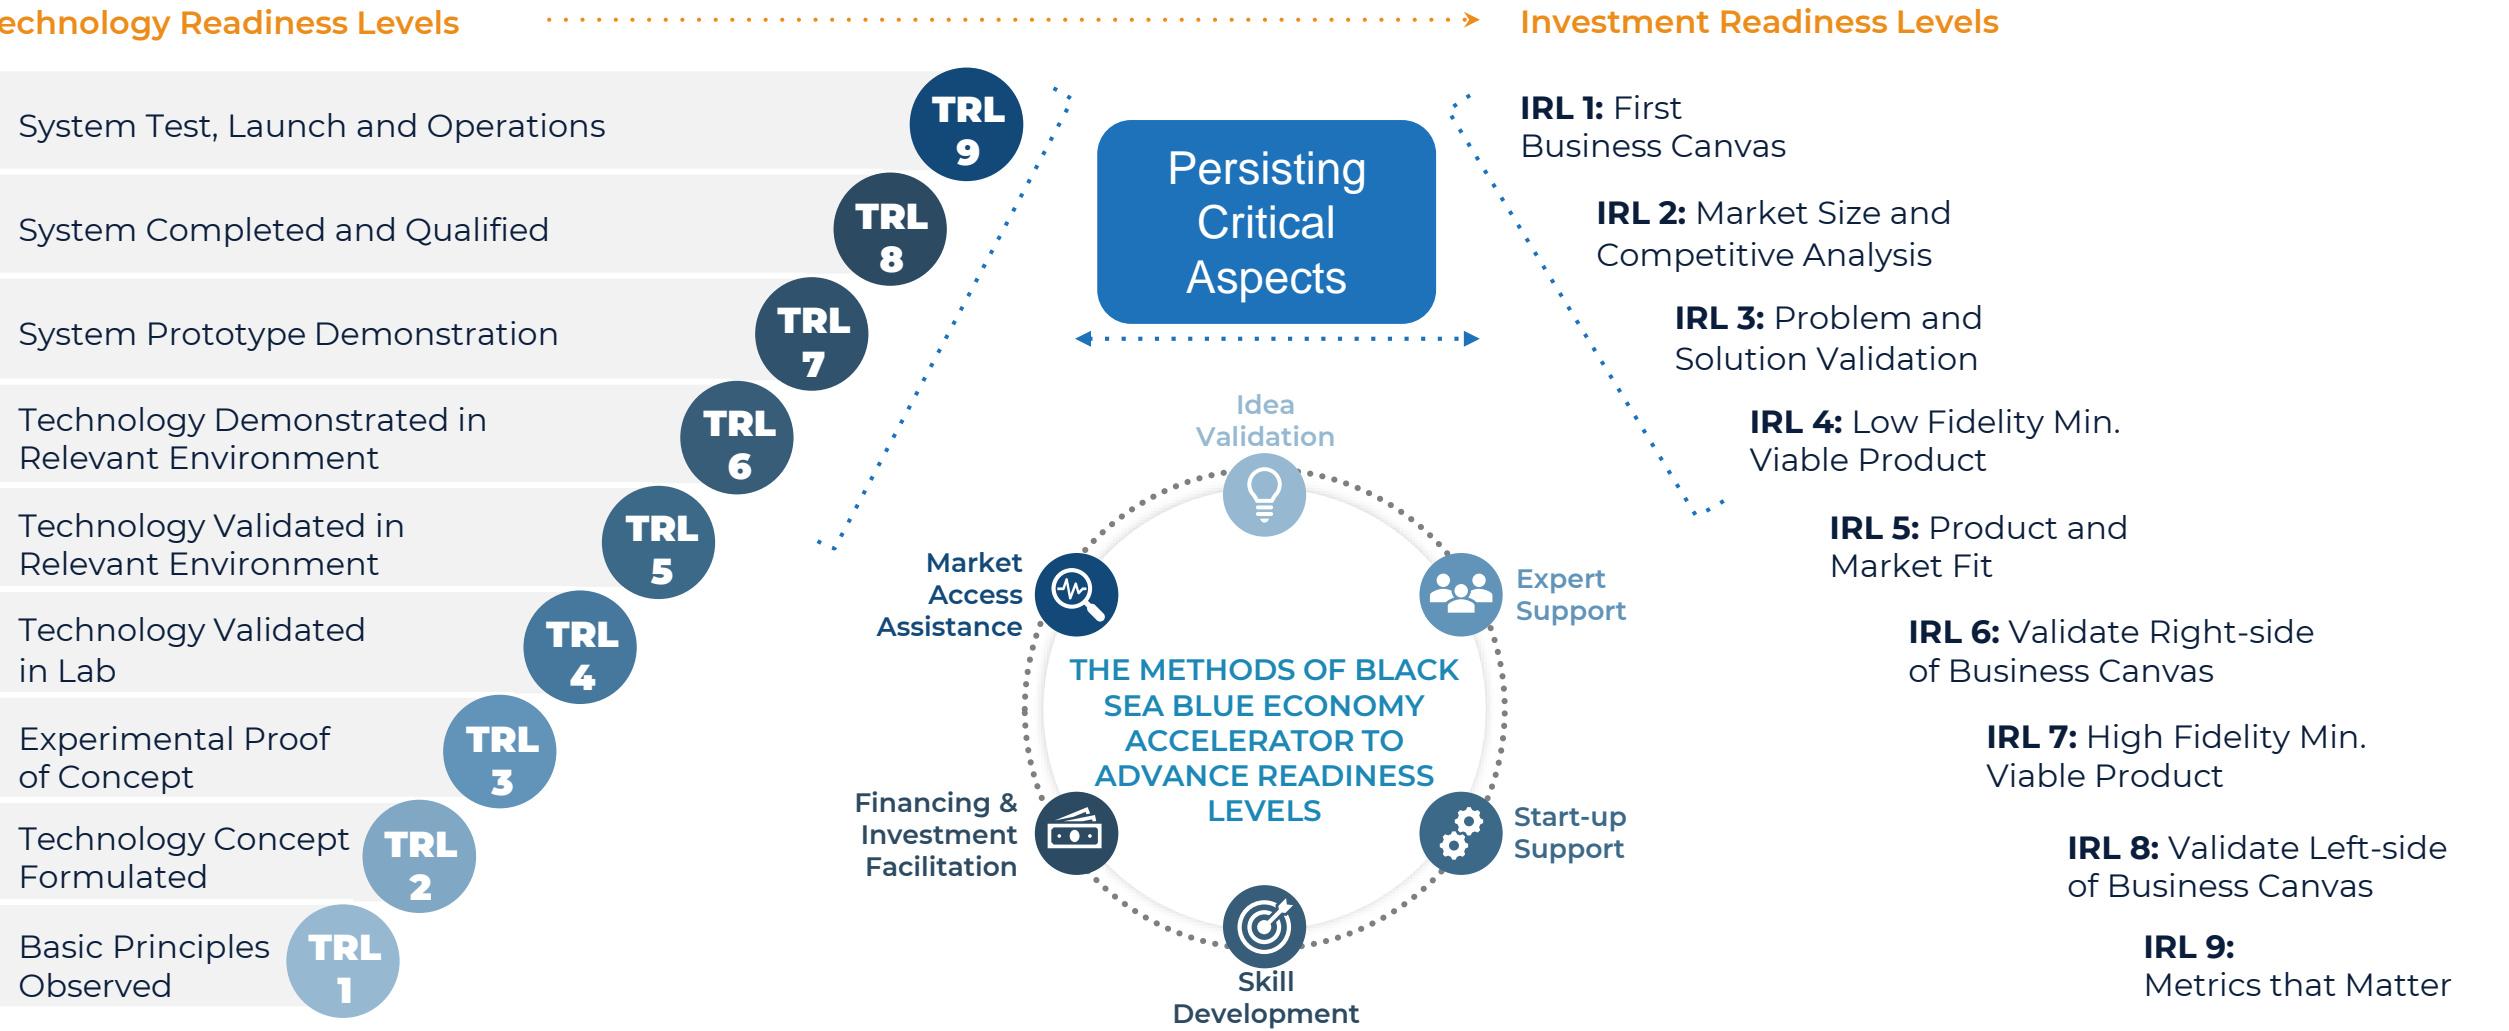 echnology Readiness Levels
System Test, Launch and Operations
TRL
9
System Completed and Qualified
TRL
8
System Prototype Demonstration
TRL
7
Technology Demonstrated in
Relevant Environment
TRL
6
Technology Validated in
Relevant Environment
TRL
5
Technology Validated
in Lab
TRL
4
Experimental Proof
of Concept
TRL
3
Technology Concept
Formulated
TRL
2
Basic Principles
Observed
TRL
1
Persisting
Critical
Aspects
Idea
Validation
Expert
Support
Start-up
Support
Skill
Development
Financing &
Investment
Facilitation
Market
Access
Assistance
THE METHODS OF BLACK
SEA BLUE ECONOMY
ACCELERATOR TO
ADVANCE READINESS
LEVELS
Investment Readiness Levels
IRL 1: First
Business Canvas
IRL 2: Market Size and
Competitive Analysis
IRL 3: Problem and
Solution Validation
IRL 4: Low Fidelity Min.
Viable Product
IRL 5: Product and
Market Fit
IRL 6: Validate Right-side
of Business Canvas
IRL 7: High Fidelity Min.
Viable Product
IRL 8: Validate Left-side
of Business Canvas
IRL 9:
Metrics that Matter